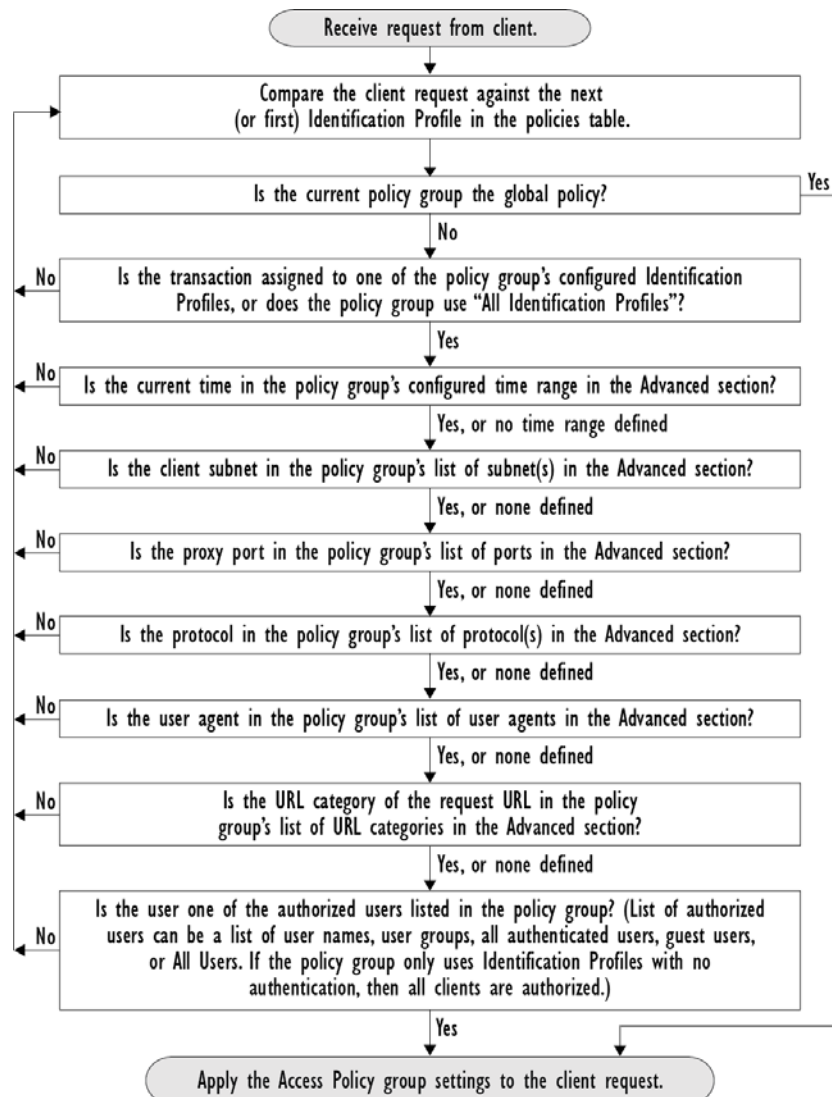 Receive request from client.
Compare the client request against the next
(or first) Identification Profile in the policies table.
Is the current policy group the global policy?
Yes
No
No
Is the transaction assigned to one of the policy group's configured Identification
Profiles, or does the policy group use “All Identification Profiles”?
Yes
No
Is the current time in the policy group's configured time range in the Advanced section?
Yes, or no time range defined
No
Is the client subnet in the policy group's list of subnet(s) in the Advanced section?
Yes, or none defined
No
Is the proxy port in the policy group's list of ports in the Advanced section?
Yes, or none defined
No
Is the protocol in the policy group's list of protocol(s) in the Advanced section?
Yes, or none defined
No
Is the user agent in the policy group's list of user agents in the Advanced section?
Yes, or none defined
No
Is the URL category of the request URL in the policy
group's list of URL categories in the Advanced section?
Yes, or none defined
No
Is the user one of the authorized users listed in the policy group? (List of authorized
users can be a list of user names, user groups, all authenticated users, guest users,
or All Users. If the policy group only uses Identification Profiles with no
authentication, then all clients are authorized.)
Yes
Apply the Access Policy group settings to the client request.